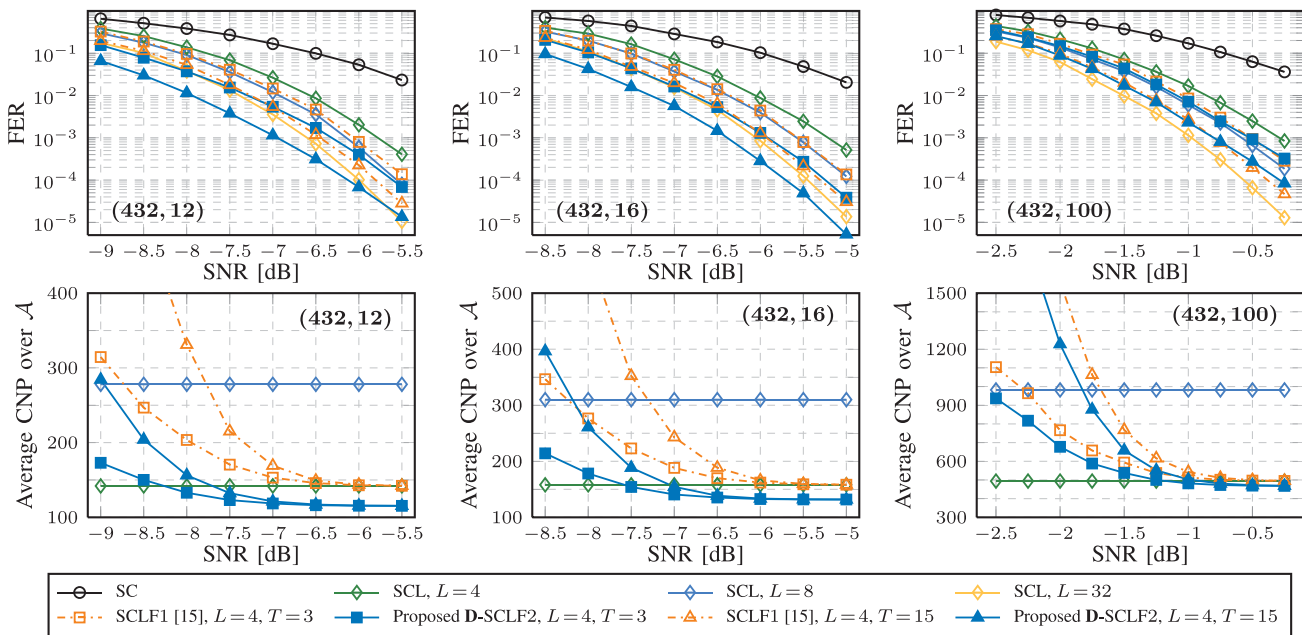 FER
10⁻¹
10⁻²
10⁻³
10⁻⁴
10⁻⁵
(432, 12)
−9 −8.5 −8 −7.5 −7 −6.5 −6 −5.5
SNR [dB]
FER
10⁻¹
10⁻²
10⁻³
10⁻⁴
10⁻⁵
(432, 16)
−8.5 −8 −7.5 −7 −6.5 −6 −5.5 −5
SNR [dB]
FER
10⁻¹
10⁻²
10⁻³
10⁻⁴
10⁻⁵
(432, 100)
−2.5 −2 −1.5 −1 −0.5
SNR [dB]
Average CNP over 𝒜
400
300
200
100
(432, 12)
−9 −8.5 −8 −7.5 −7 −6.5 −6 −5.5
SNR [dB]
Average CNP over 𝒜
500
400
300
200
100
(432, 16)
−8.5 −8 −7.5 −7 −6.5 −6 −5.5 −5
SNR [dB]
Average CNP over 𝒜
1500
1200
900
600
300
(432, 100)
−2.5 −2 −1.5 −1 −0.5
SNR [dB]
SC SCL, L=4 SCL, L=8 SCL, L=32
SCLF1 [15], L=4, T=3 Proposed D-SCLF2, L=4, T=3 SCLF1 [15], L=4, T=15 Proposed D-SCLF2, L=4, T=15